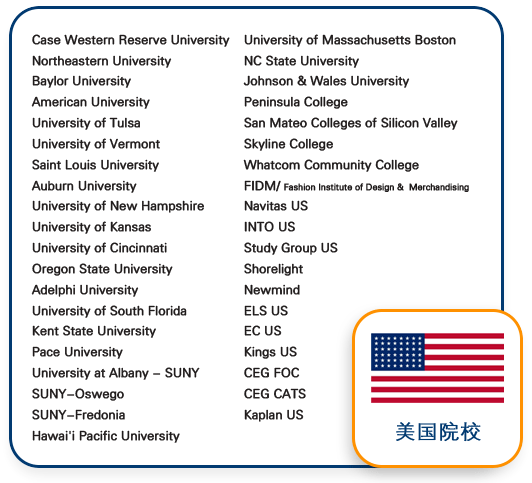 Case Western Reserve University
Northeastern University
Baylor University
American University
University of Tulsa
University of Vermont
Saint Louis University
Auburn University
University of New Hampshire
University of Kansas
University of Cincinnati
Oregon State University
Adelphi University
University of South Florida
Kent State University
Pace University
University at Albany – SUNY
SUNY–Oswego
SUNY–Fredonia
Hawai'i Pacific University
University of Massachusetts Boston
NC State University
Johnson & Wales University
Peninsula College
San Mateo Colleges of Silicon Valley
Skyline College
Whatcom Community College
FIDM/ Fashion Institute of Design & Merchandising
Navitas US
INTO US
Study Group US
Shorelight
Newmind
ELS US
EC US
Kings US
CEG FOC
CEG CATS
Kaplan US
美国院校